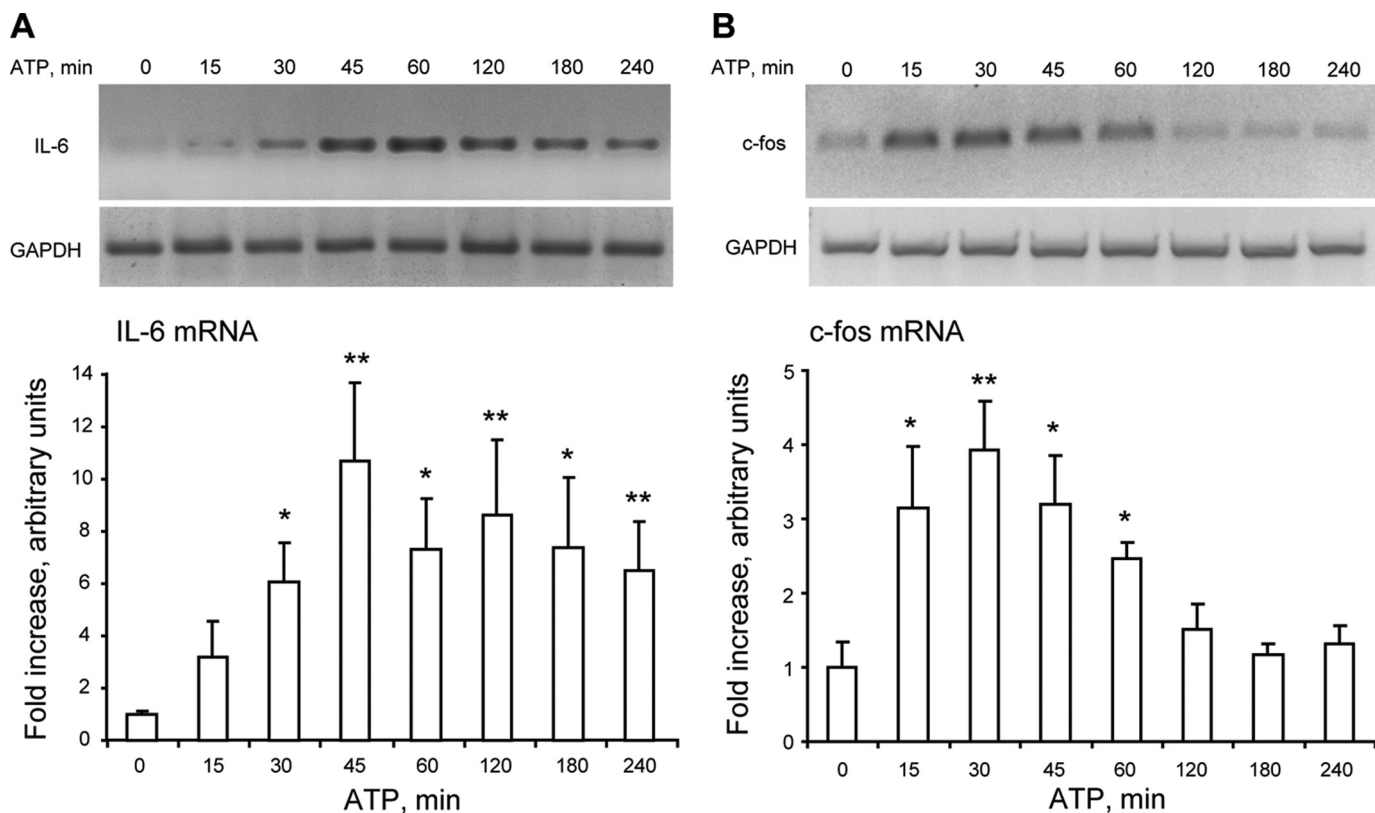 A
ATP, min 0 15 30 45 60 120 180 240
IL-6
GAPDH
IL-6 mRNA
Fold increase, arbitrary units
14
12
10
8
6
4
2
0
*
**
*
**
*
**
0 15 30 45 60 120 180 240
ATP, min
B
ATP, min 0 15 30 45 60 120 180 240
c-fos
GAPDH
c-fos mRNA
Fold increase, arbitrary units
5
4
3
2
1
0
*
**
*
*
0 15 30 45 60 120 180 240
ATP, min